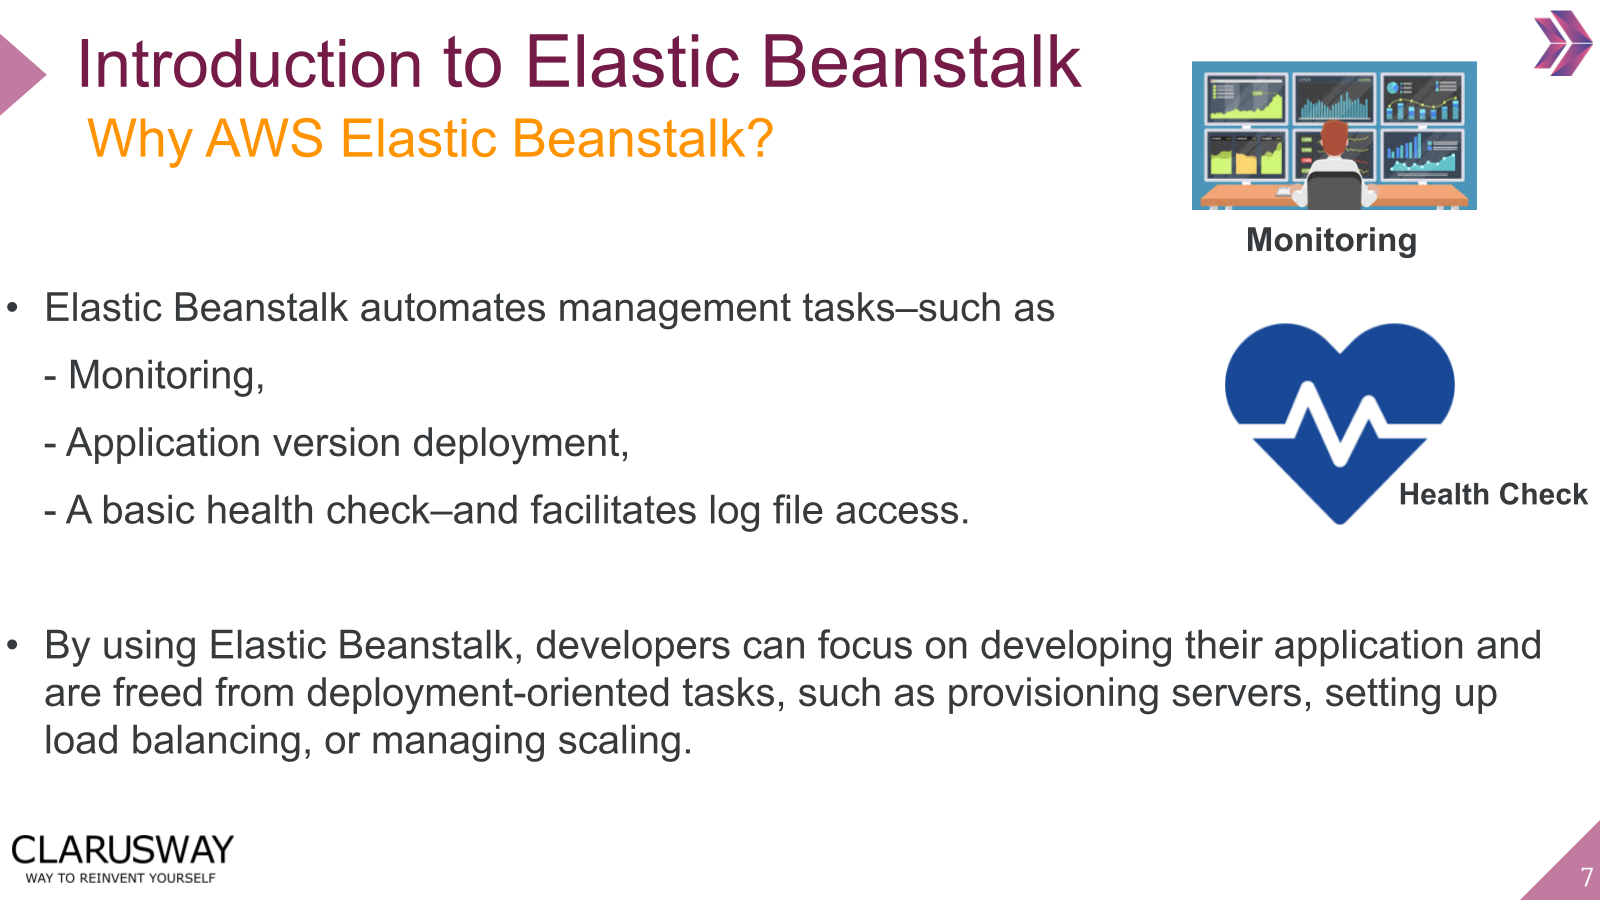 Introduction to Elastic Beanstalk
Why AWS Elastic Beanstalk?
Monitoring
• Elastic Beanstalk automates management tasks–such as
- Monitoring,
- Application version deployment,
- A basic health check–and facilitates log file access.
Health Check
• By using Elastic Beanstalk, developers can focus on developing their application and
are freed from deployment-oriented tasks, such as provisioning servers, setting up
load balancing, or managing scaling.
CLARUSWAY
WAY TO REINVENT YOURSELF
7